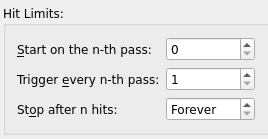 Hit Limits:
Start on the n-th pass: 0
Trigger every n-th pass: 1
Stop after n hits: Forever